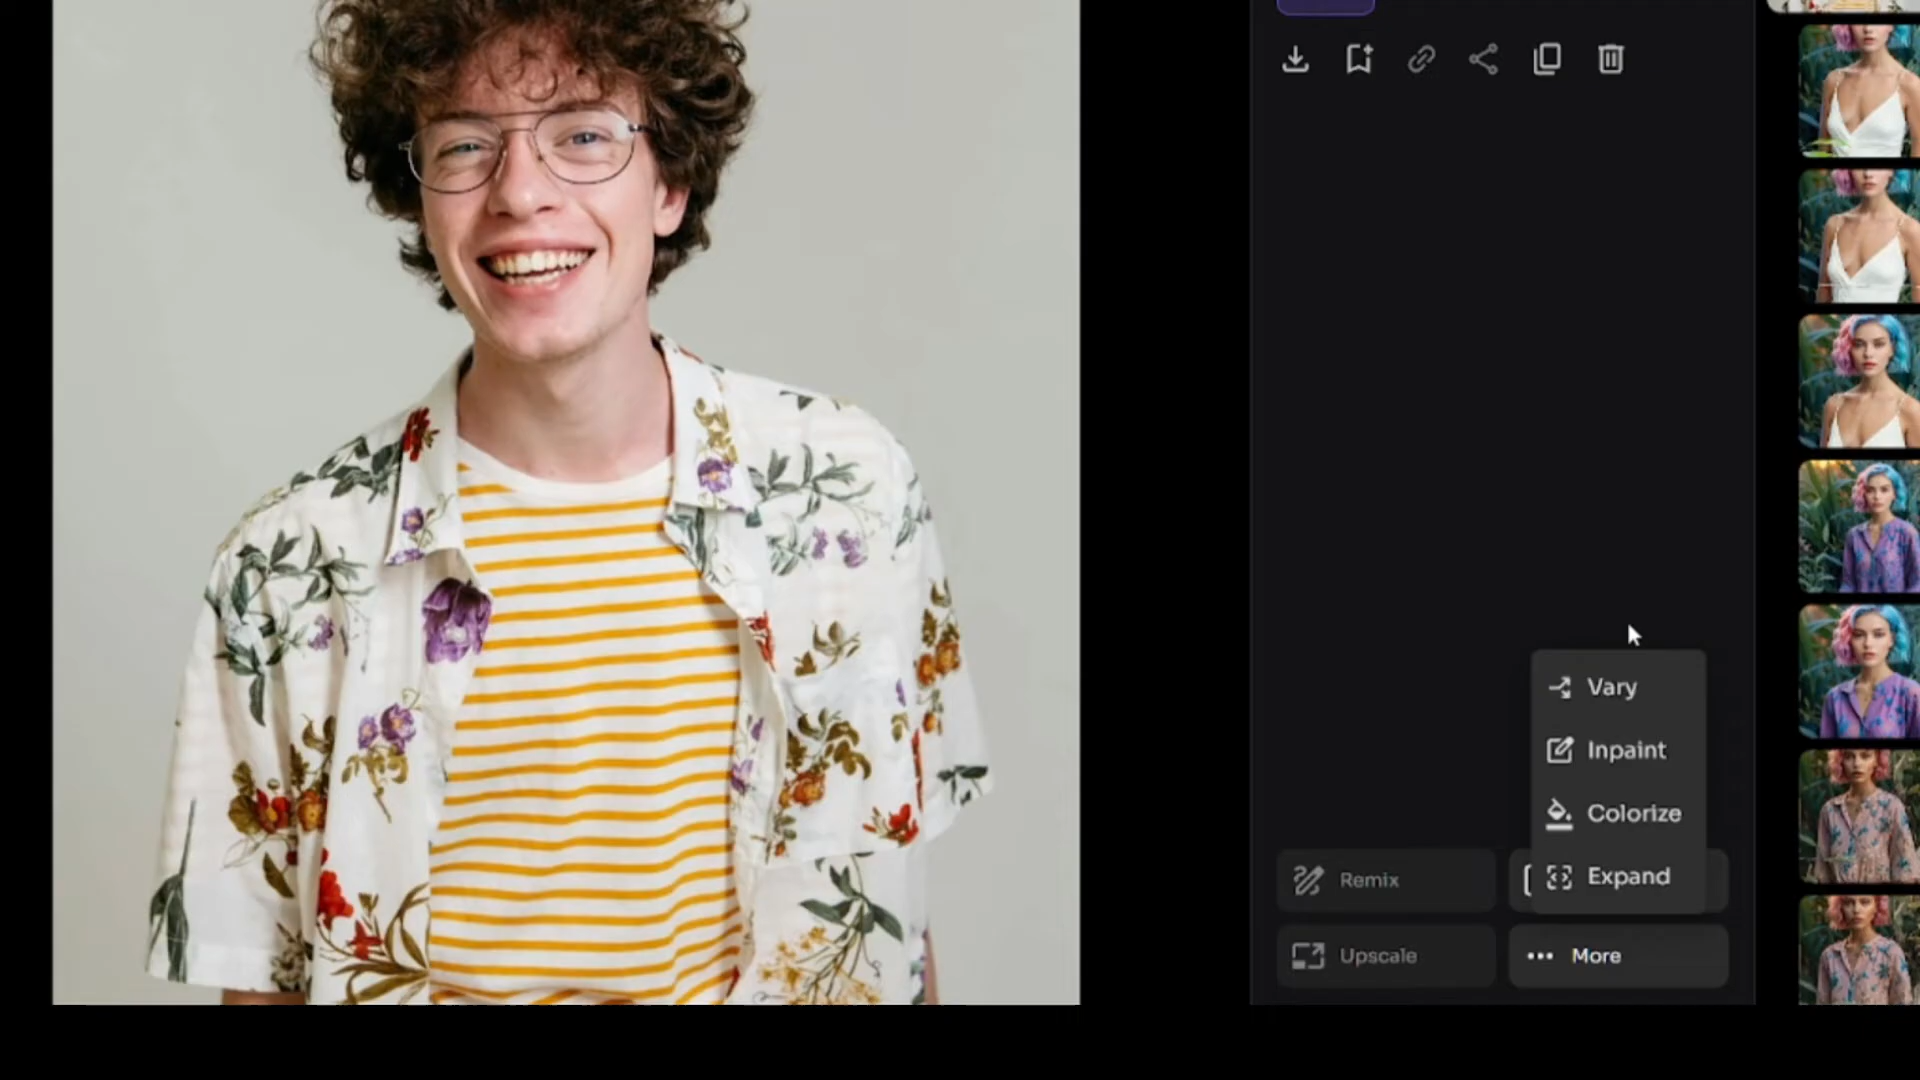 Vary
Inpaint
Colorize
Expand
Remix
Upscale
More